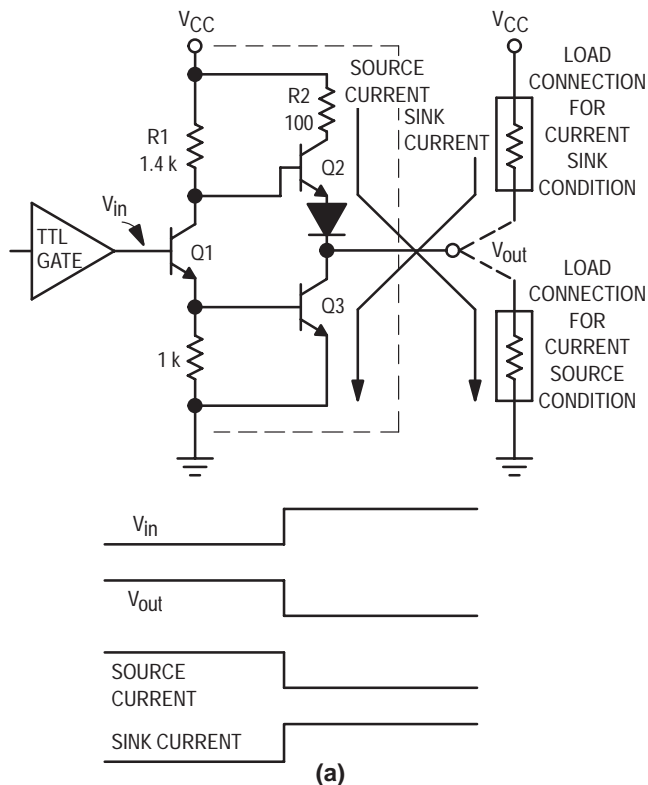 VCC
VCC
SOURCE
CURRENT
SINK
CURRENT
LOAD
CONNECTION
FOR
CURRENT
SINK
CONDITION
R1
1.4 k
R2
100
Q2
Vin
TTL
GATE
Q1
Q3
1 k
Vout
LOAD
CONNECTION
FOR
CURRENT
SOURCE
CONDITION
Vin
Vout
SOURCE
CURRENT
SINK CURRENT
(a)